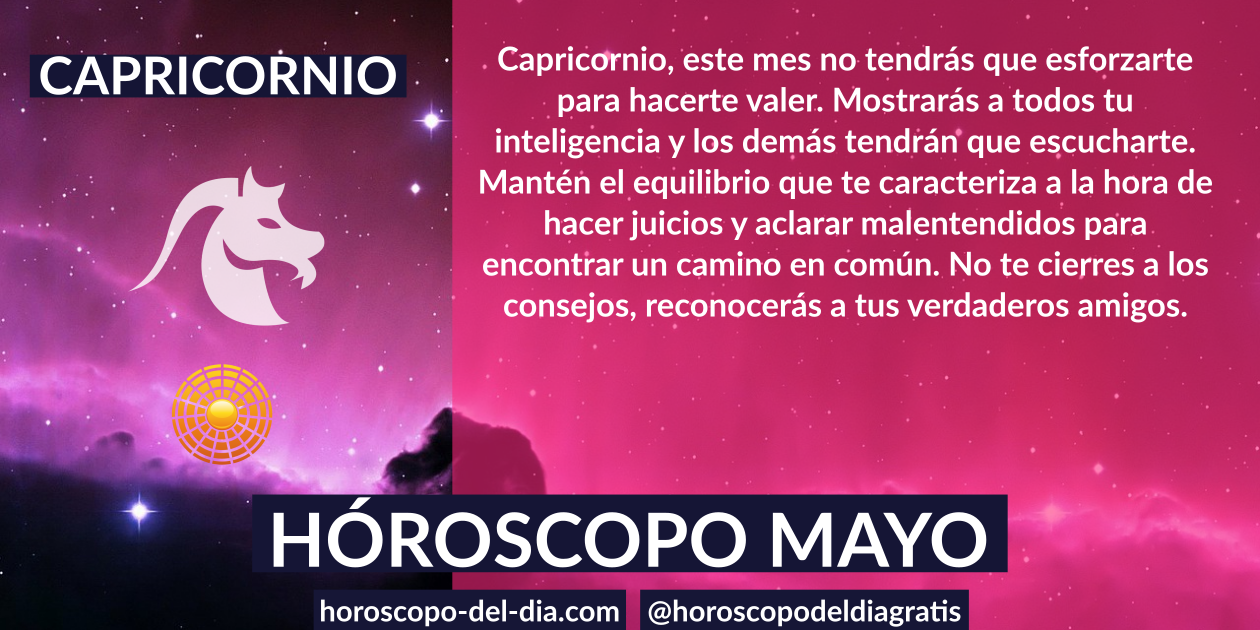 CAPRICORNIO
Capricornio, este mes no tendrás que esforzarte
para hacerte valer. Mostrarás a todos tu
inteligencia y los demás tendrán que escucharte.
Mantén el equilibrio que te caracteriza a la hora de
hacer juicios y aclarar malentendidos para
encontrar un camino en común. No te cierres a los
consejos, reconocerás a tus verdaderos amigos.
HÓROSCOPO MAYO
horoscopo-del-dia.com
@horoscopodeldiagratis